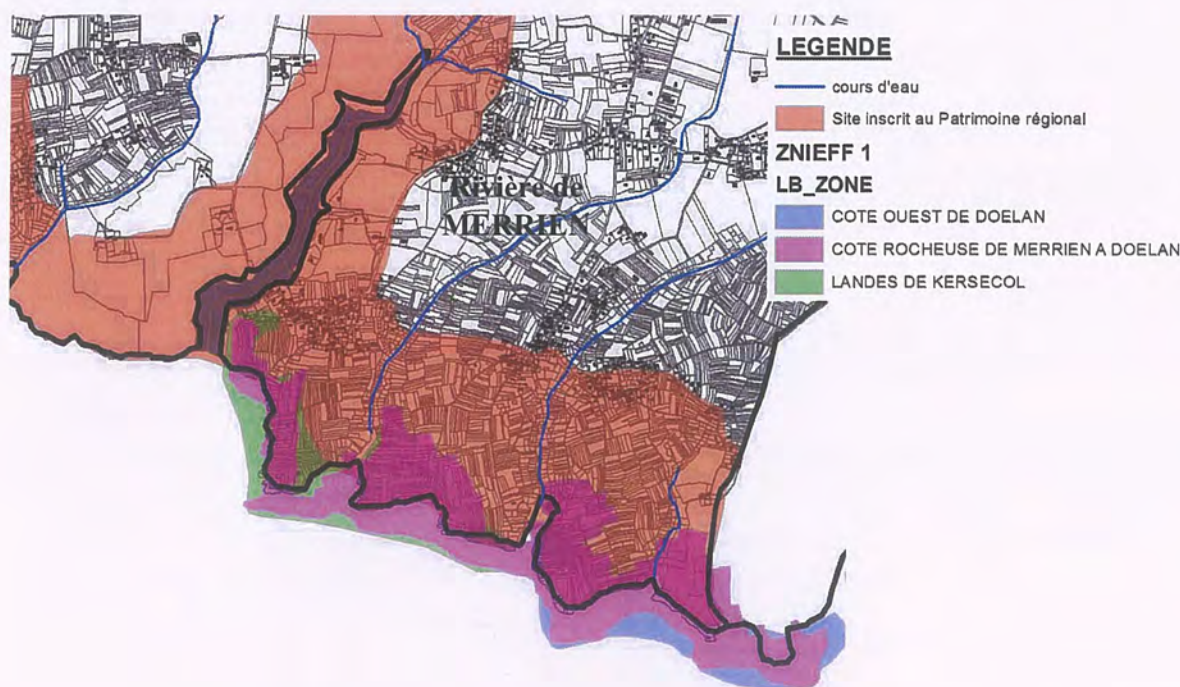 LEGENDE
cours d'eau
Site inscrit au Patrimoine régional
ZNIEFF 1
LB_ZONE
COTE OUEST DE DOELAN
COTE ROCHEUSE DE MERRIEN A DOELAN
LANDES DE KERSECOL
Rivière de
MERRIEN